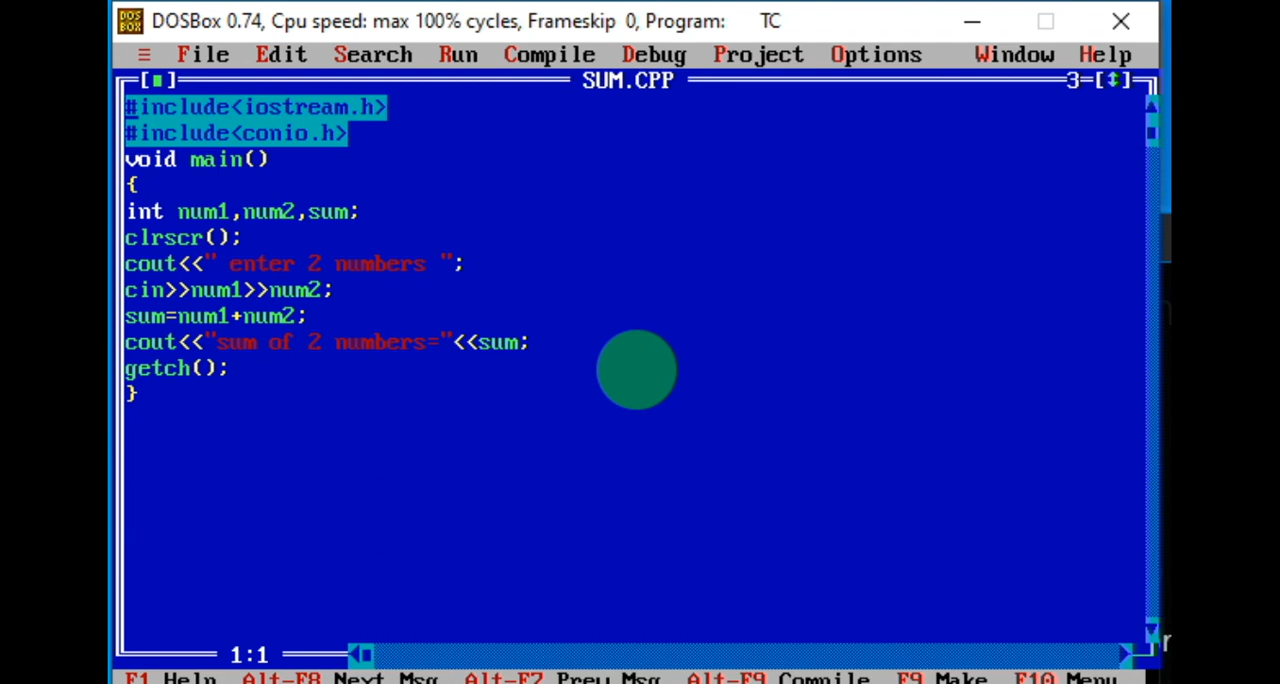 DOSBox 0.74, Cpu speed: max 100% cycles, Frameskip 0, Program: TC
≡ File Edit Search Run Compile Debug Project Options Window Help
[■] SUM.CPP 3=[↕]
#include<iostream.h>
#include<conio.h>
void main()
{
int num1,num2,sum;
clrscr();
cout<<" enter 2 numbers ";
cin>>num1>>num2;
sum=num1+num2;
cout<<"sum of 2 numbers="<<sum;
getch();
}
1:1
F1 Help Alt-F8 Next Msg Alt-F7 Prev Msg Alt-F9 Compile F9 Make F10 Menu